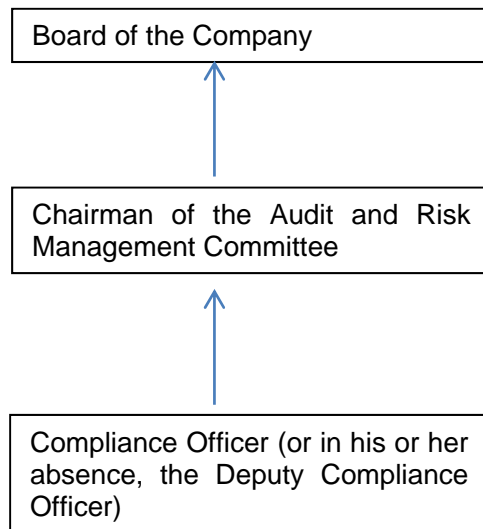 Board of the Company
Chairman of the Audit and Risk
Management Committee
Compliance Officer (or in his or her
absence, the Deputy Compliance
Officer)